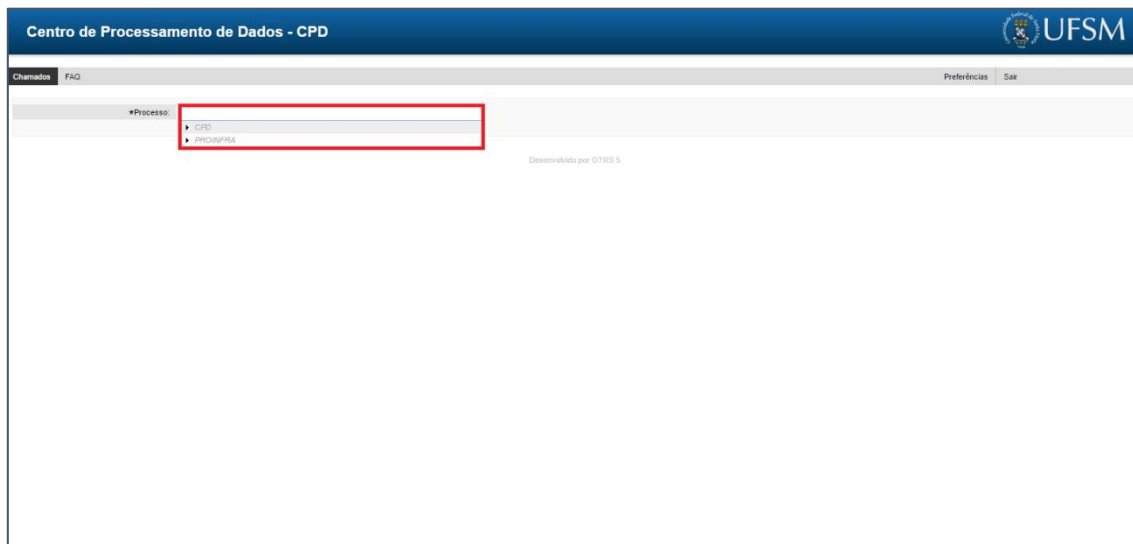 Centro de Processamento de Dados - CPD
UFSM
Chamados FAQ Preferências Sair
★Processo:
CPD
PROINFRA
Desenvolvido por OTRS 5